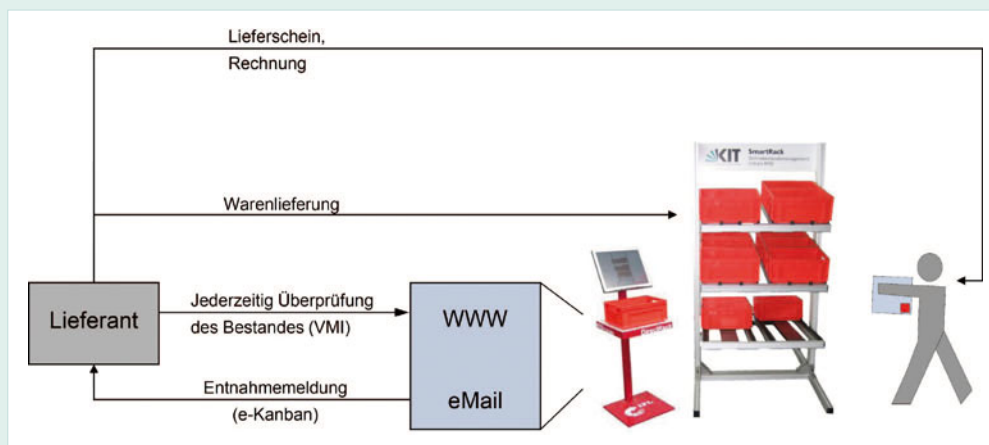 Lieferschein,
Rechnung
KIT SmartRack
Warenlieferung
Lieferant
Jederzeitig Überprüfung
des Bestandes (VMI)
WWW
Entnahmemeldung
(e-Kanban)
eMail